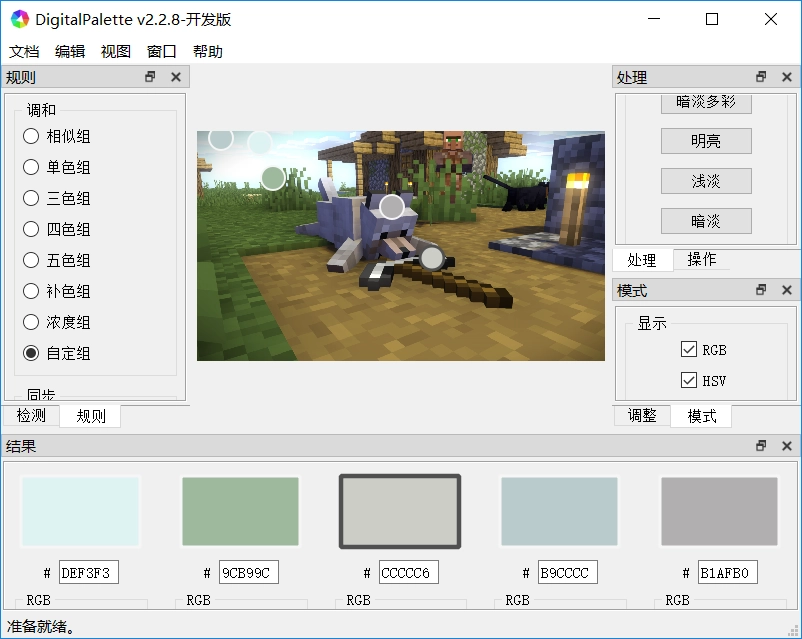 DigitalPalette v2.2.8-开发版
文档 编辑 视图 窗口 帮助
规则
调和
相似组
单色组
三色组
四色组
五色组
补色组
浓度组
自定组
同步
检测 规则
处理
暗淡多彩
明亮
浅淡
暗淡
处理 操作
模式
显示
RGB
HSV
调整 模式
结果
# DEF3F3 # 9CB99C # CCCCC6 # B9CCCC # B1AFB0
RGB RGB RGB RGB RGB
准备就绪。